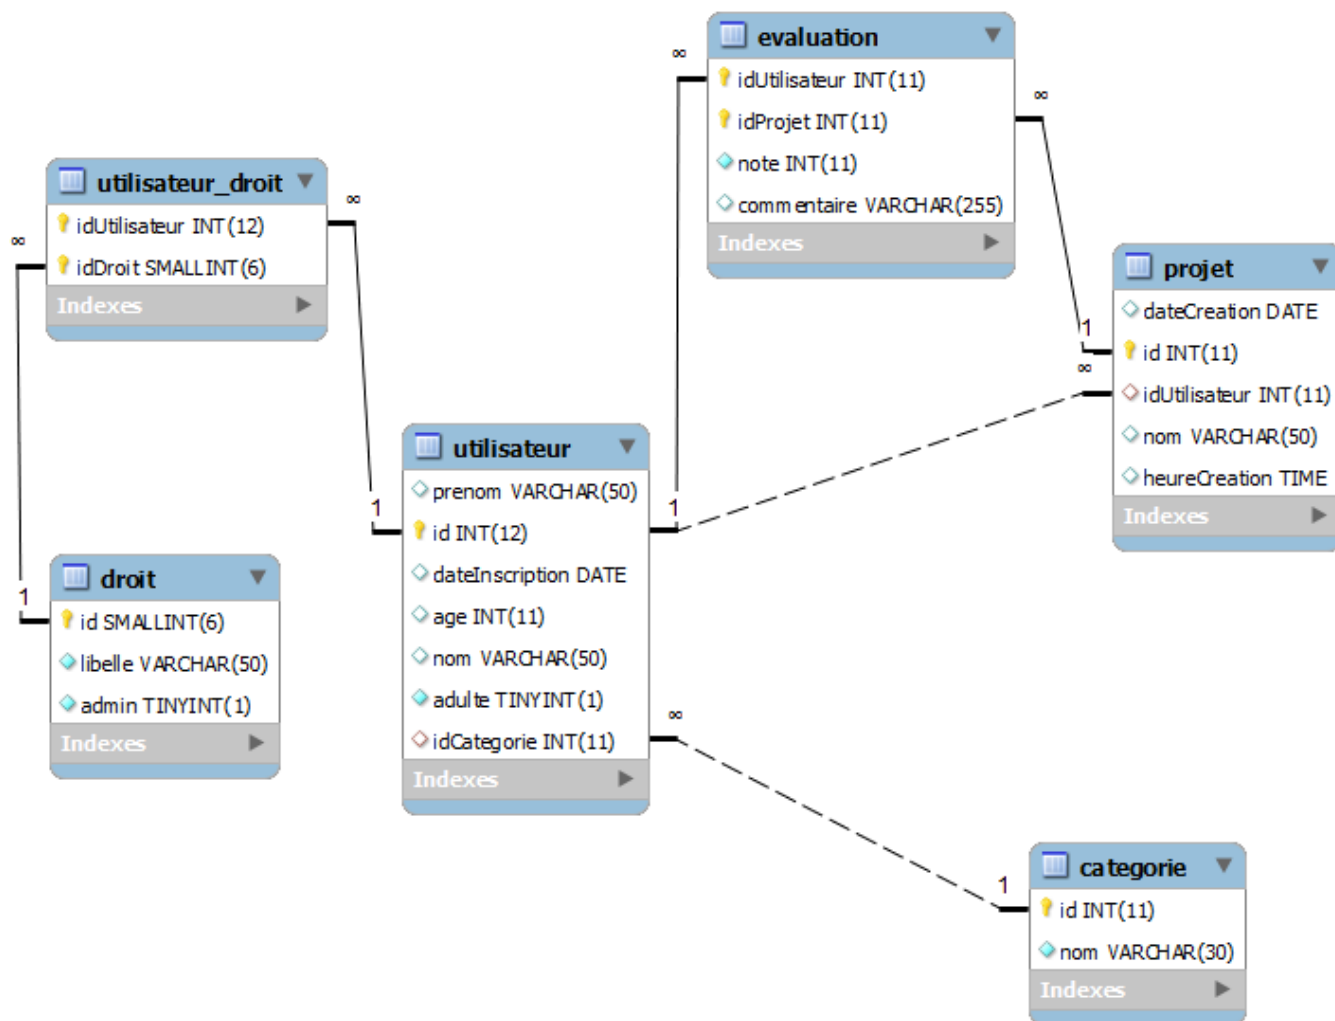 evaluation
idUtilisateur INT(11)
idProjet INT(11)
note INT(11)
commentaire VARCHAR(255)
Indexes
∞
∞
utilisateur_droit
idUtilisateur INT(12)
idDroit SMALLINT(6)
Indexes
∞
∞
projet
dateCreation DATE
id INT(11)
idUtilisateur INT(11)
nom VARCHAR(50)
heureCreation TIME
Indexes
1
∞
utilisateur
prenom VARCHAR(50)
id INT(12)
dateInscription DATE
age INT(11)
nom VARCHAR(50)
adulte TINYINT(1)
idCategorie INT(11)
Indexes
1
1
∞
droit
id SMALLINT(6)
libelle VARCHAR(50)
admin TINYINT(1)
Indexes
1
categorie
id INT(11)
nom VARCHAR(30)
Indexes
1